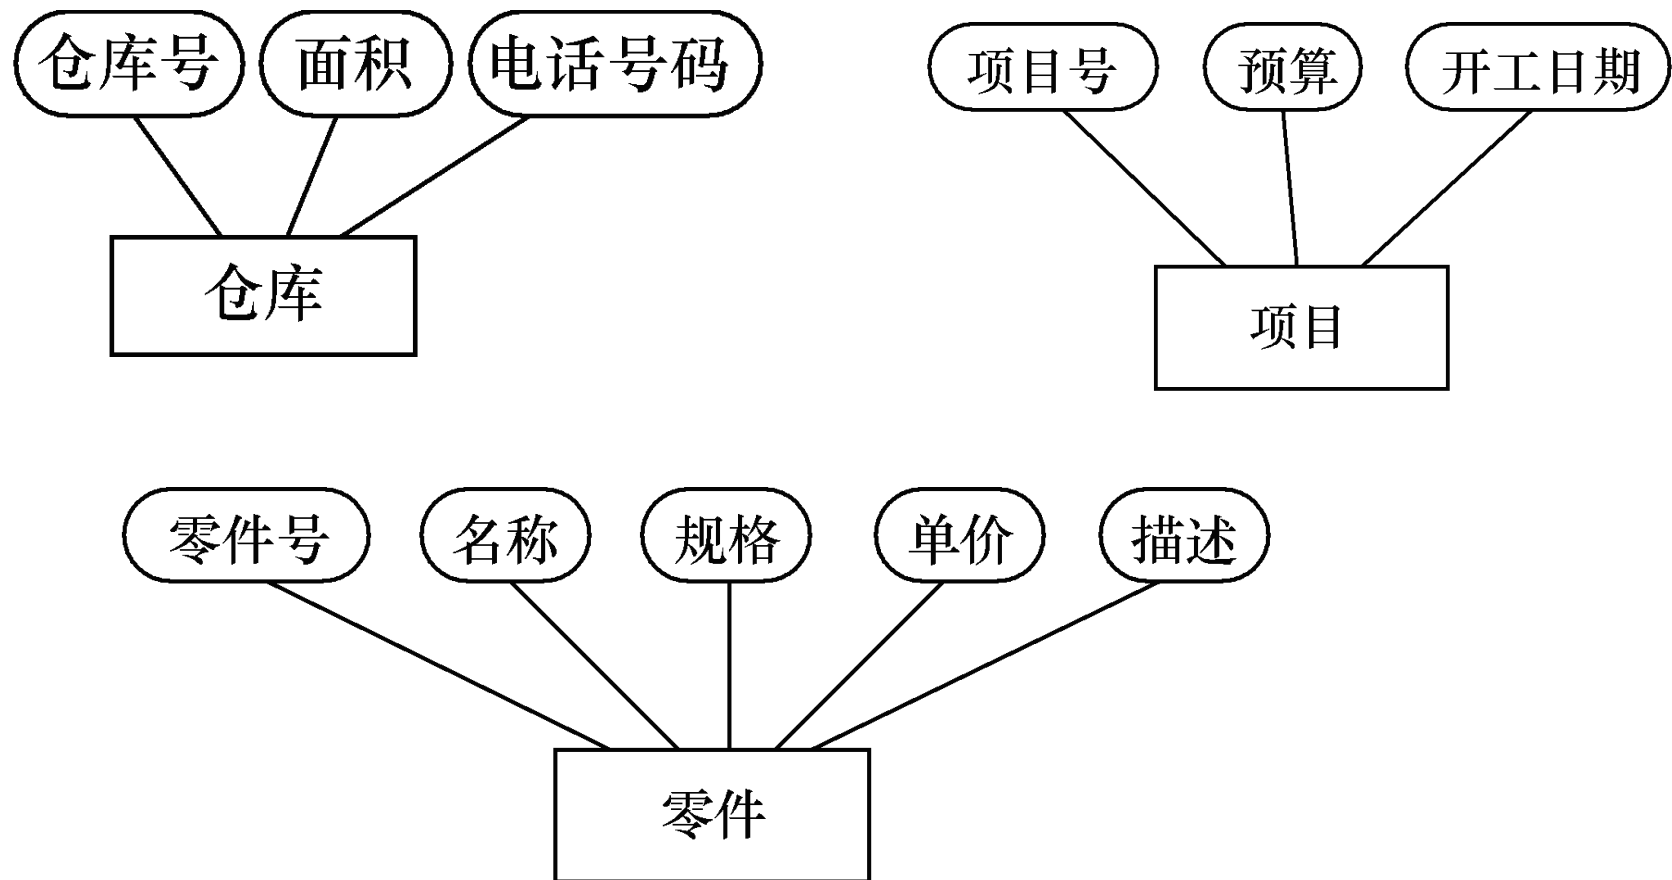 仓库号 面积 电话号码
项目号 预算 开工日期
仓库
项目
零件号 名称 规格 单价 描述
零件